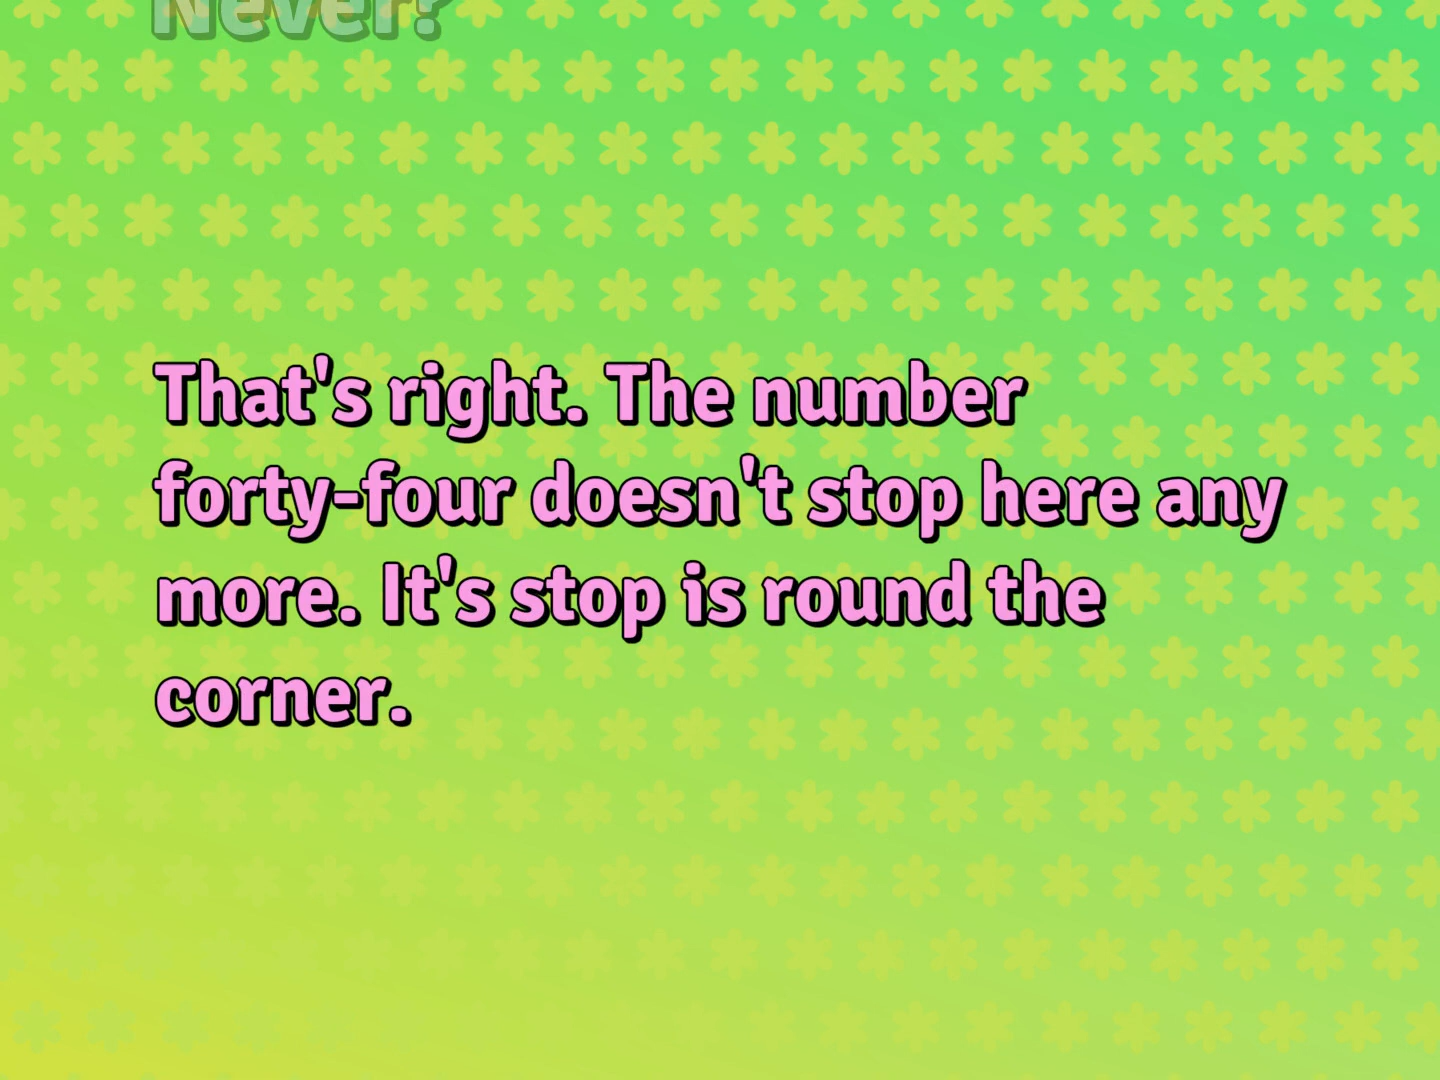 Never?
That's right. The number
forty-four doesn't stop here any
more. It's stop is round the
corner.